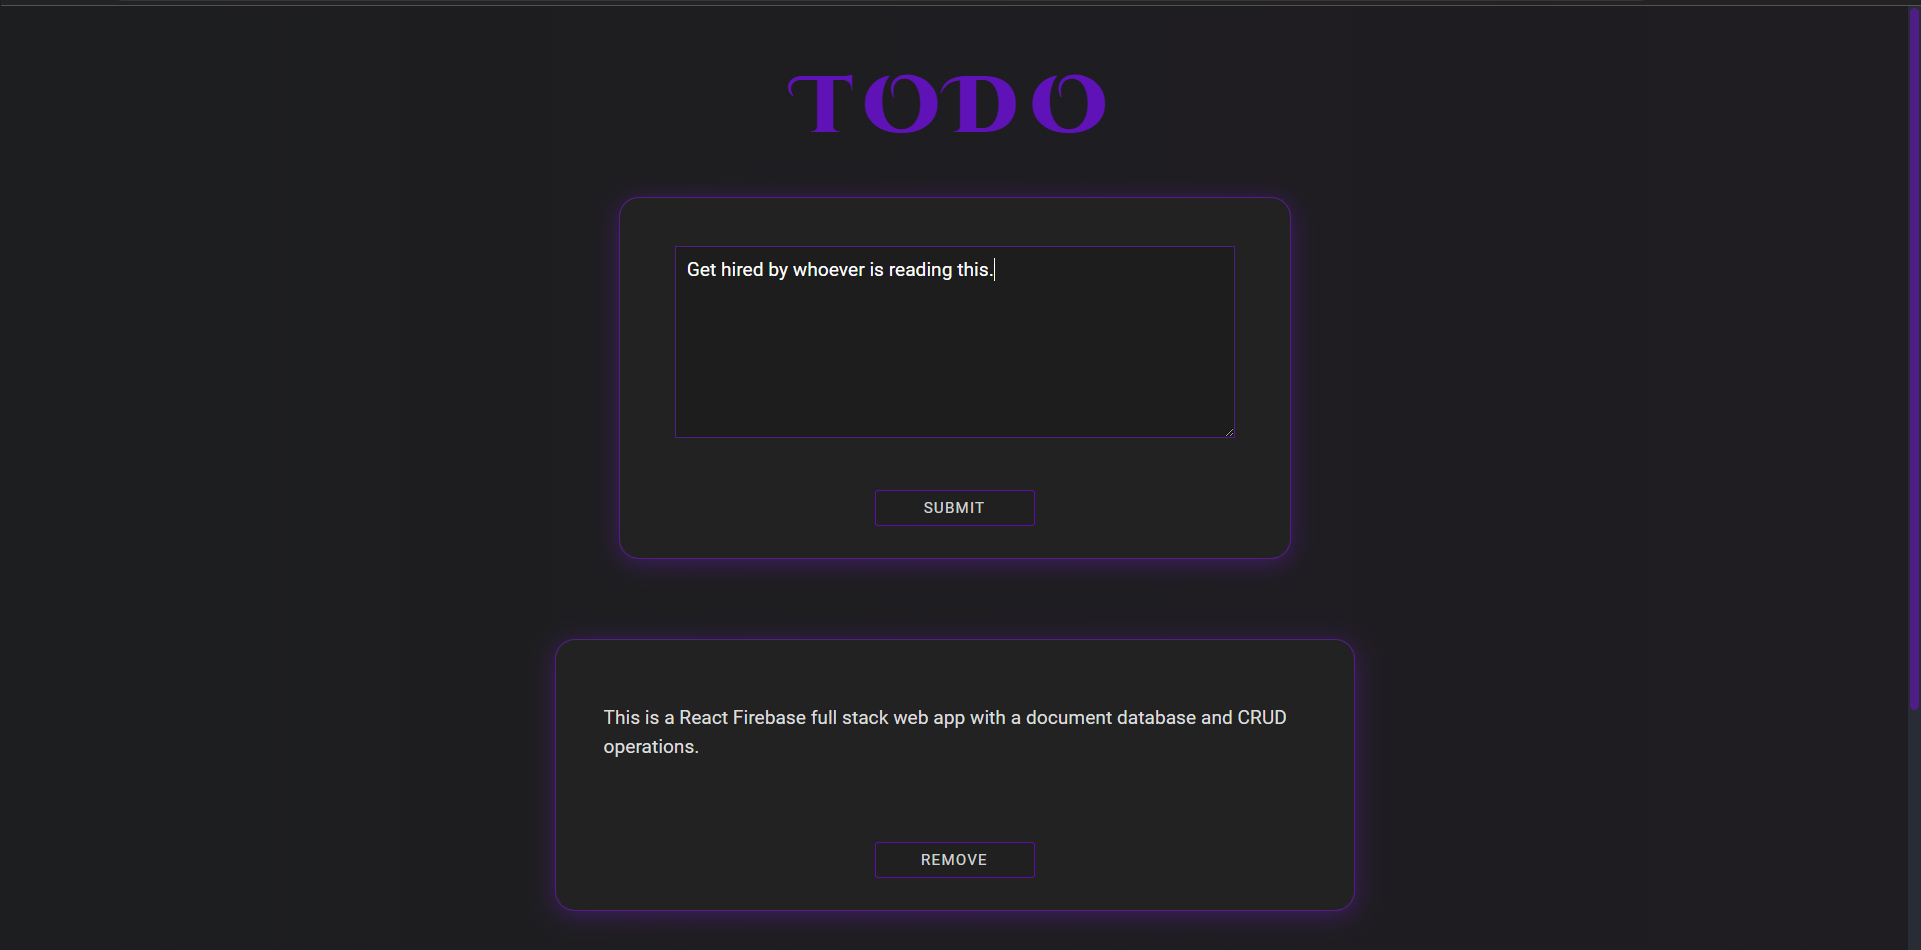 TODO
Get hired by whoever is reading this.
SUBMIT
This is a React Firebase full stack web app with a document database and CRUD
operations.
REMOVE